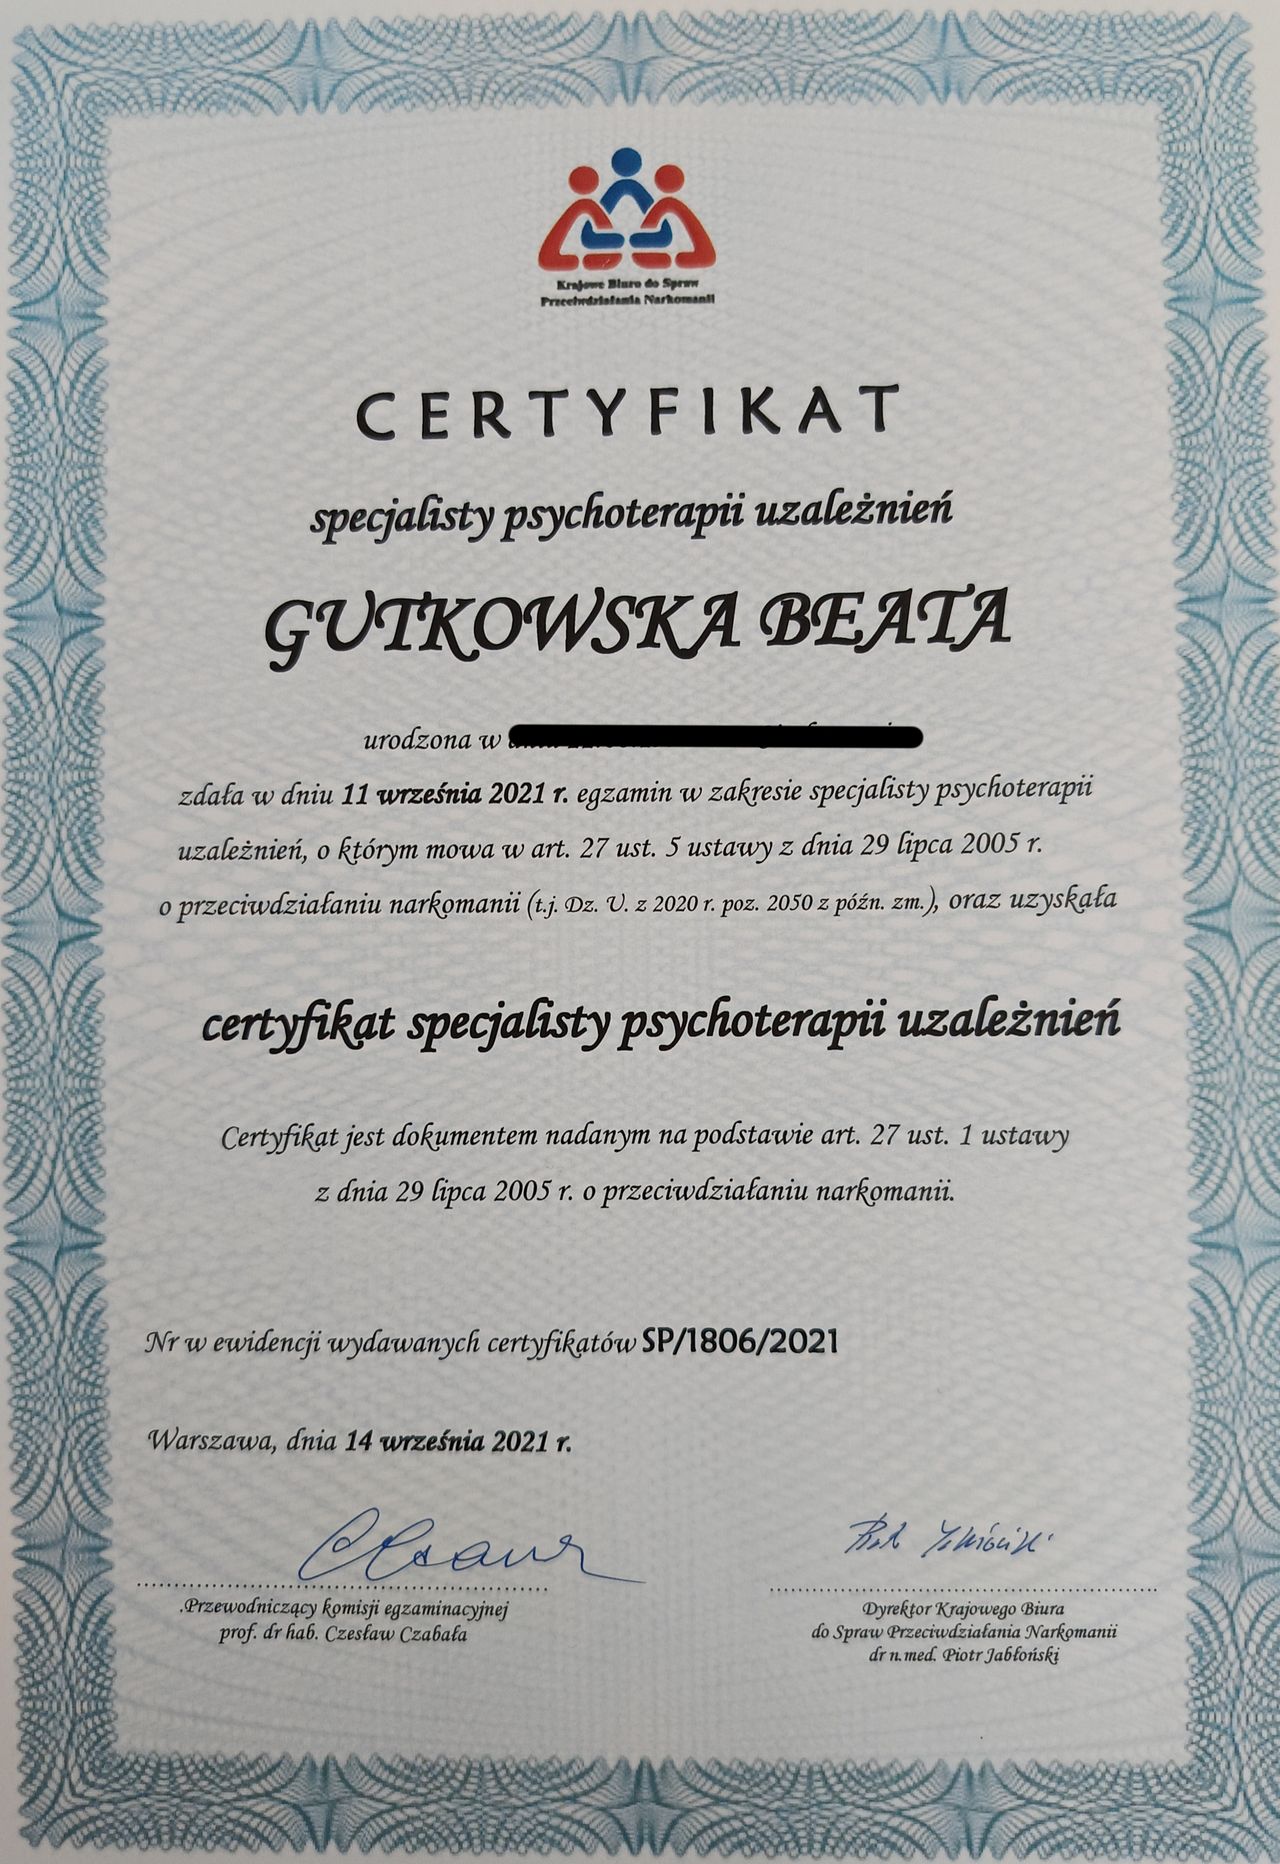 Krajowe Biuro do Spraw
Przeciwdziałania Narkomanii
CERTYFIKAT
specjalisty psychoterapii uzależnień
GUTKOWSKA BEATA
urodzona w
zdała w dniu 11 września 2021 r. egzamin w zakresie specjalisty psychoterapii
uzależnień, o którym mowa w art. 27 ust. 5 ustawy z dnia 29 lipca 2005 r.
o przeciwdziałaniu narkomanii (t.j. Dz. U. z 2020 r. poz. 2050 z późn. zm.), oraz uzyskała
certyfikat specjalisty psychoterapii uzależnień
Certyfikat jest dokumentem nadanym na podstawie art. 27 ust. 1 ustawy
z dnia 29 lipca 2005 r. o przeciwdziałaniu narkomanii.
Nr w ewidencji wydawanych certyfikatów SP/1806/2021
Warszawa, dnia 14 września 2021 r.
.Przewodniczący komisji egzaminacyjnej
prof. dr hab. Czesław Czabała
Dyrektor Krajowego Biura
do Spraw Przeciwdziałania Narkomanii
dr n. med. Piotr Jabłoński